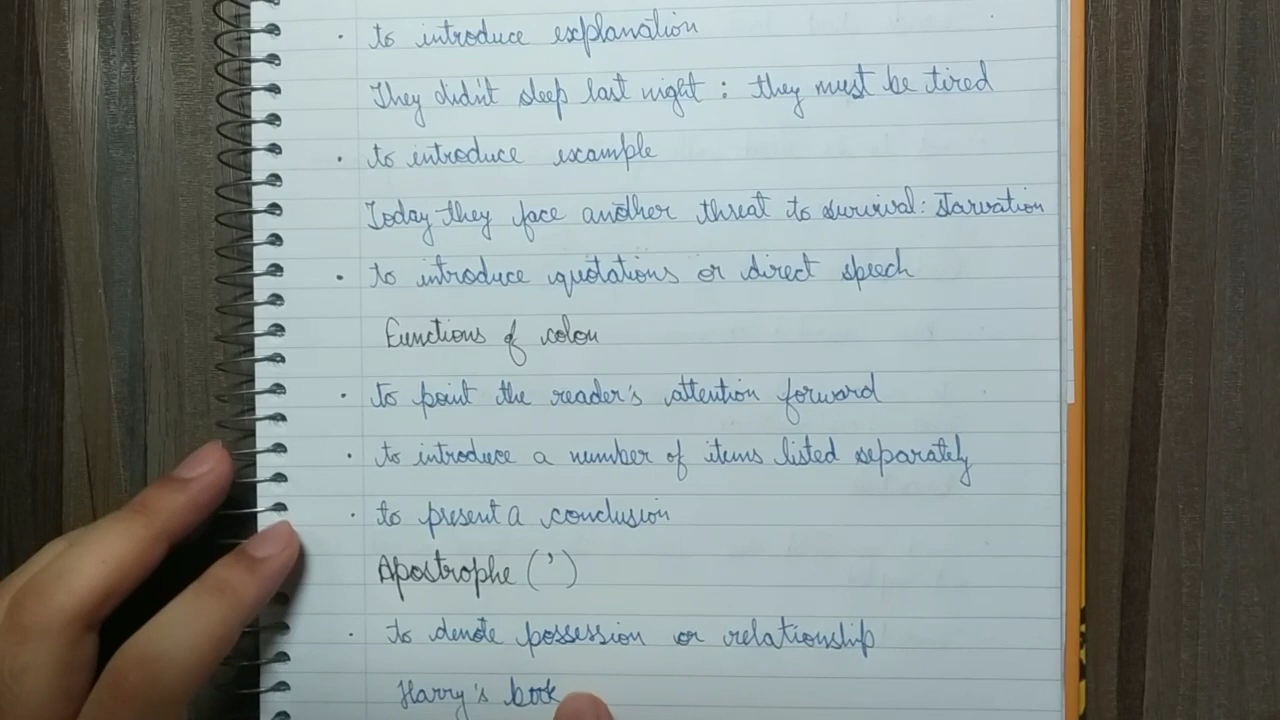 · to introduce explanation
They didn't sleep last night : they must be tired
· to introduce example
Today they face another threat to survival: Starvation
· to introduce quotations or direct speech
Functions of colon
· to point the reader's attention forward
· to introduce a number of items listed separately
· to present a conclusion
Apostrophe (')
· to denote possession or relationship
Harry's book